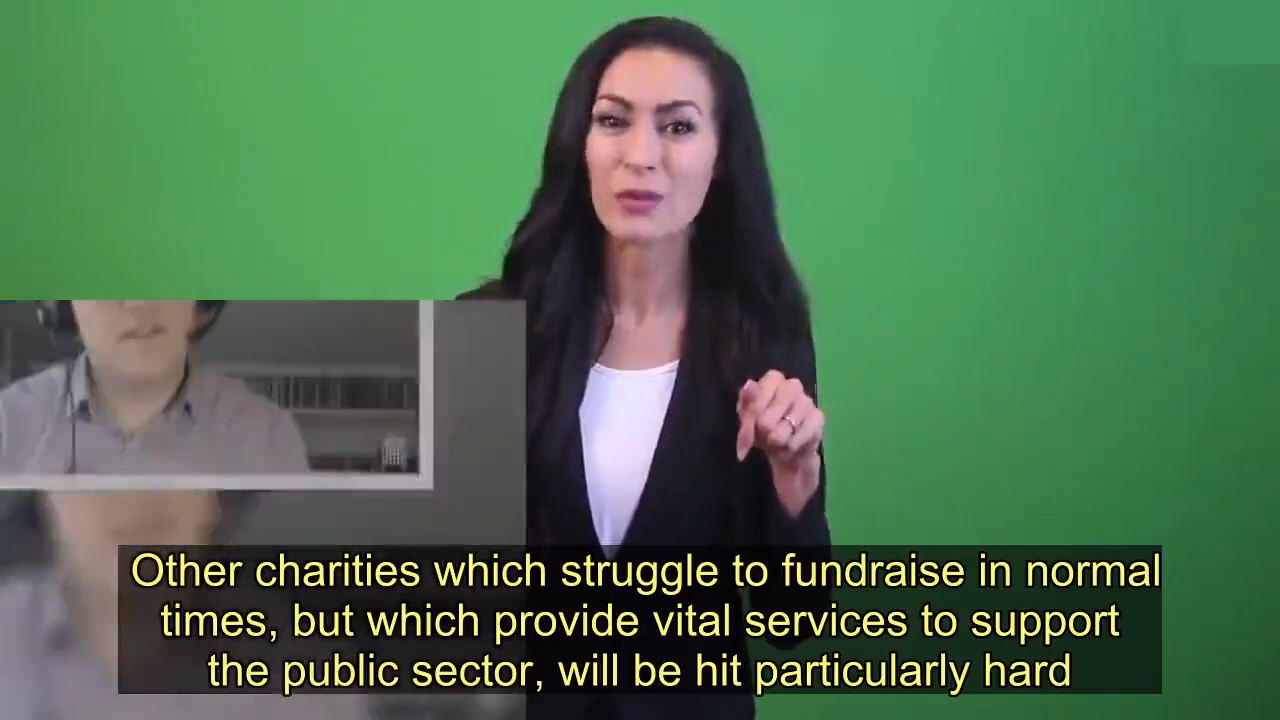 Other charities which struggle to fundraise in normal
times, but which provide vital services to support
the public sector, will be hit particularly hard